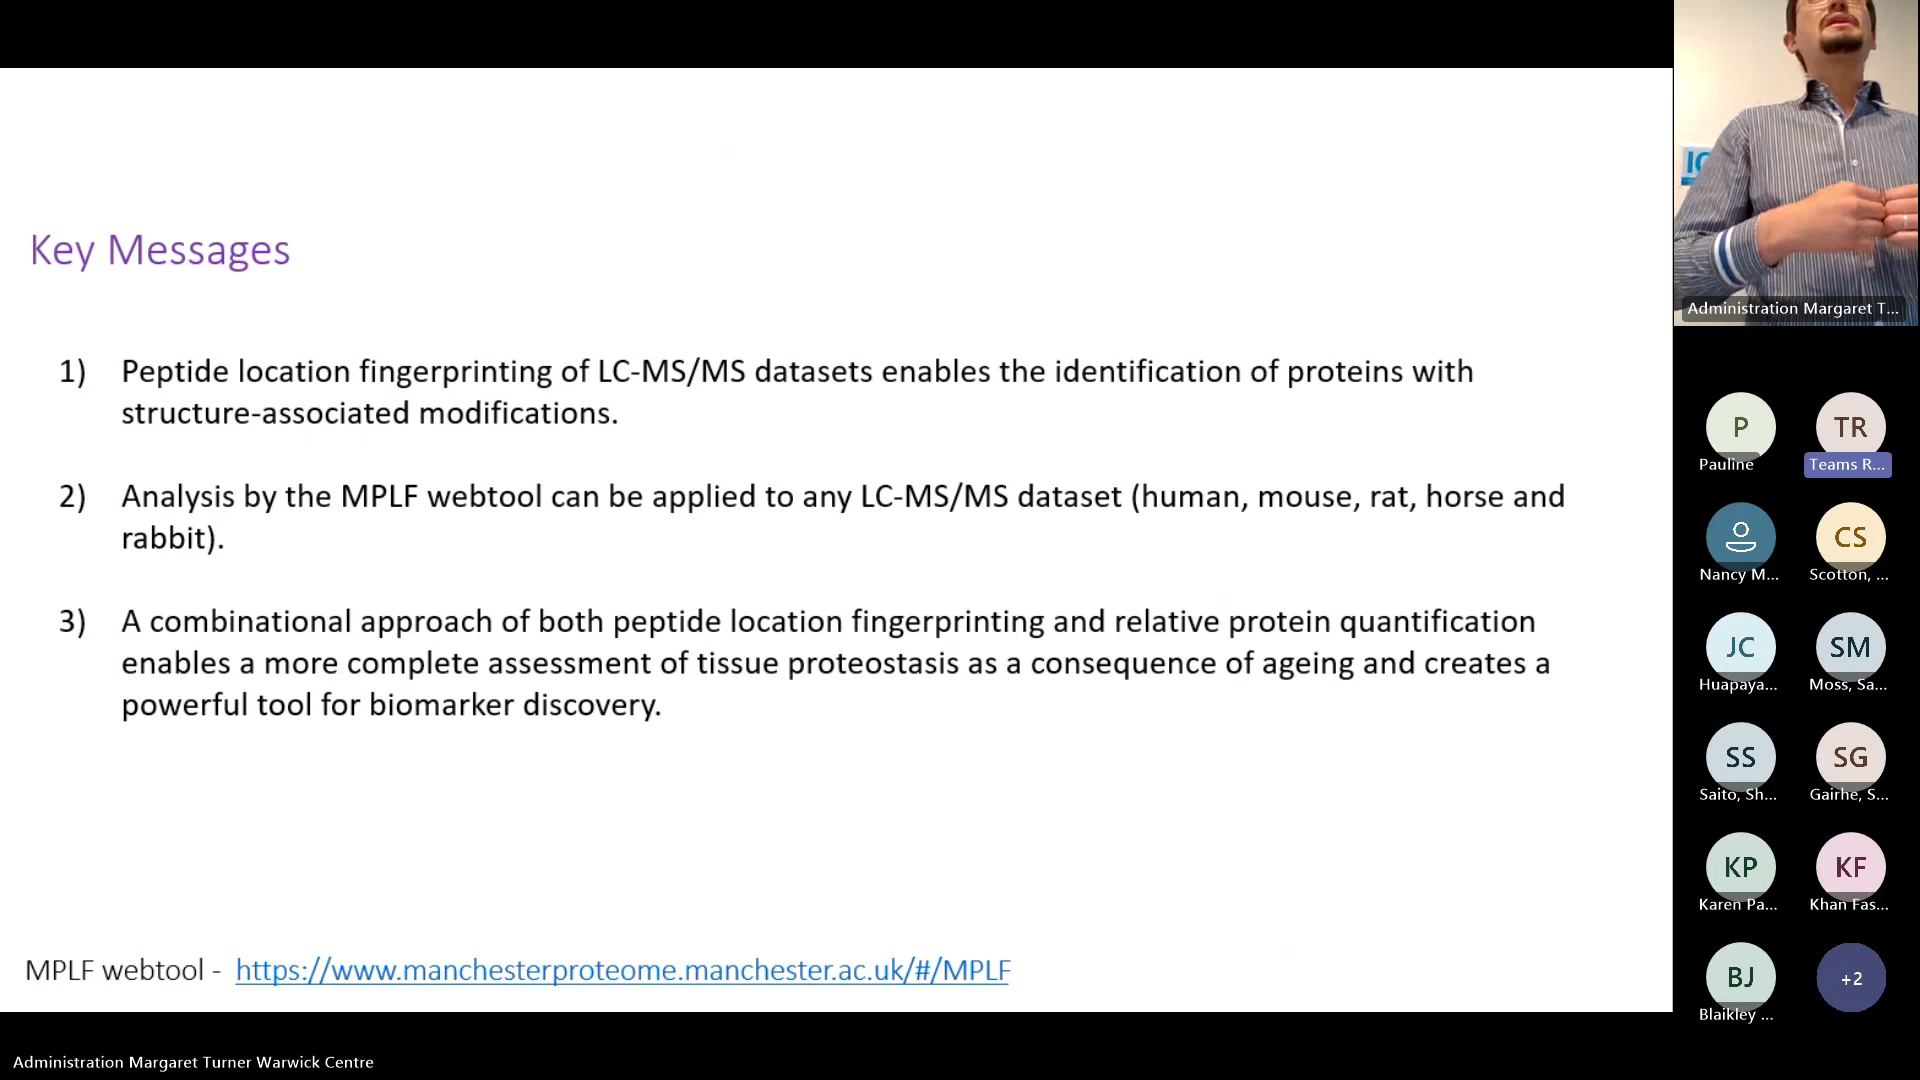 Key Messages
1) Peptide location fingerprinting of LC-MS/MS datasets enables the identification of proteins with
structure-associated modifications.
2) Analysis by the MPLF webtool can be applied to any LC-MS/MS dataset (human, mouse, rat, horse and
rabbit).
3) A combinational approach of both peptide location fingerprinting and relative protein quantification
enables a more complete assessment of tissue proteostasis as a consequence of ageing and creates a
powerful tool for biomarker discovery.
MPLF webtool - https://www.manchesterproteome.manchester.ac.uk/#/MPLF
Administration Margaret Turner Warwick Centre
Administration Margaret T...
P
TR
Pauline
Teams R...
CS
Nancy M...
Scotton, ...
JC
SM
Huapaya...
Moss, Sa...
SS
SG
Saito, Sh...
Gairhe, S...
KP
KF
Karen Pa...
Khan Fas...
BJ
+2
Blaikley ...